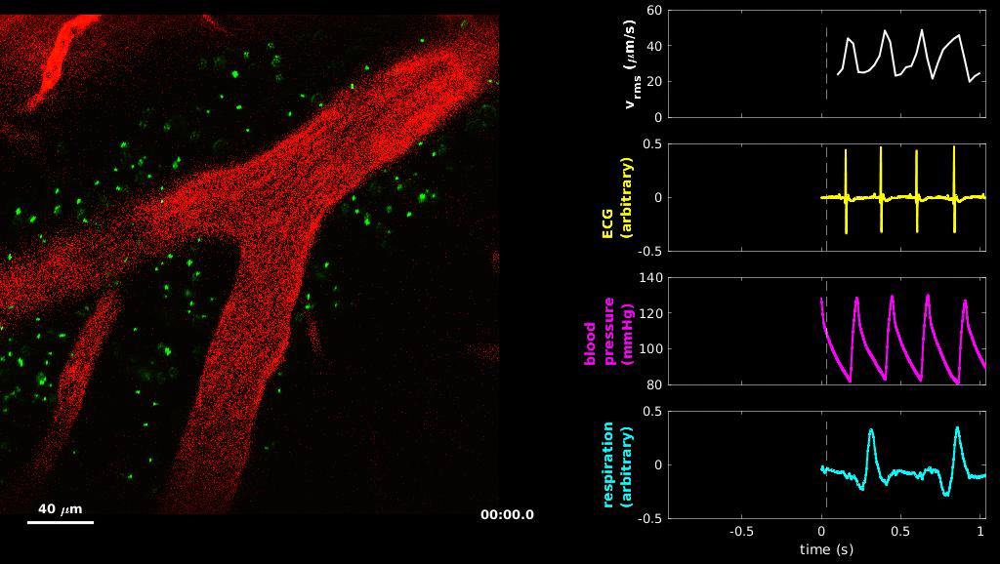 40 μm
00:00.0
v_rms (μm/s)
60
40
20
0
ECG
(arbitrary)
0.5
0
-0.5
blood
pressure
(mmHg)
140
120
100
80
respiration
(arbitrary)
0.5
0
-0.5
-0.5 0 0.5 1
time (s)